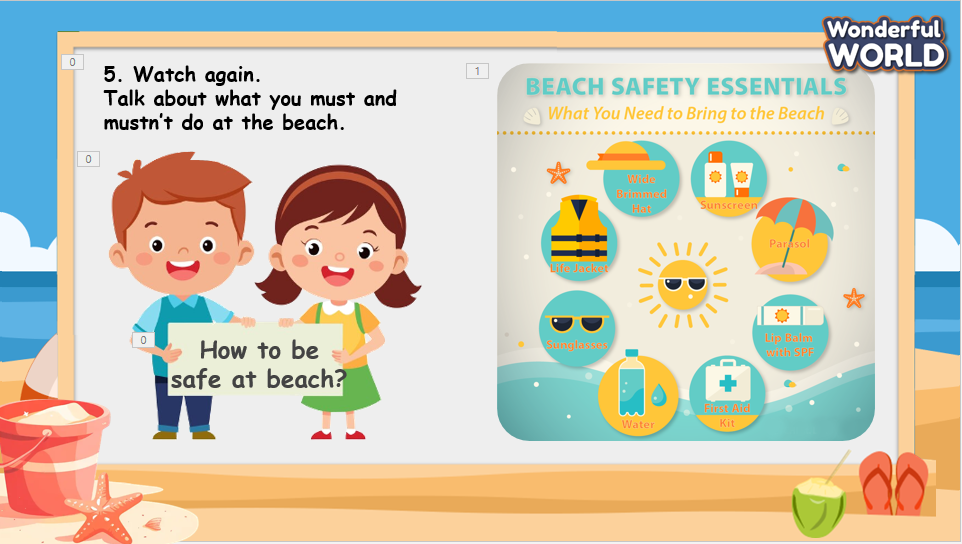 Wonderful
WORLD
0
5. Watch again.
Talk about what you must and
mustn't do at the beach.
1
BEACH SAFETY ESSENTIALS
What You Need to Bring to the Beach
0
Wide
Brimmed
Hat
Sunscreen
Parasol
Life Jacket
Sunglasses
Lip Balm
with SPF
0
How to be
safe at beach?
Water
First Aid
Kit